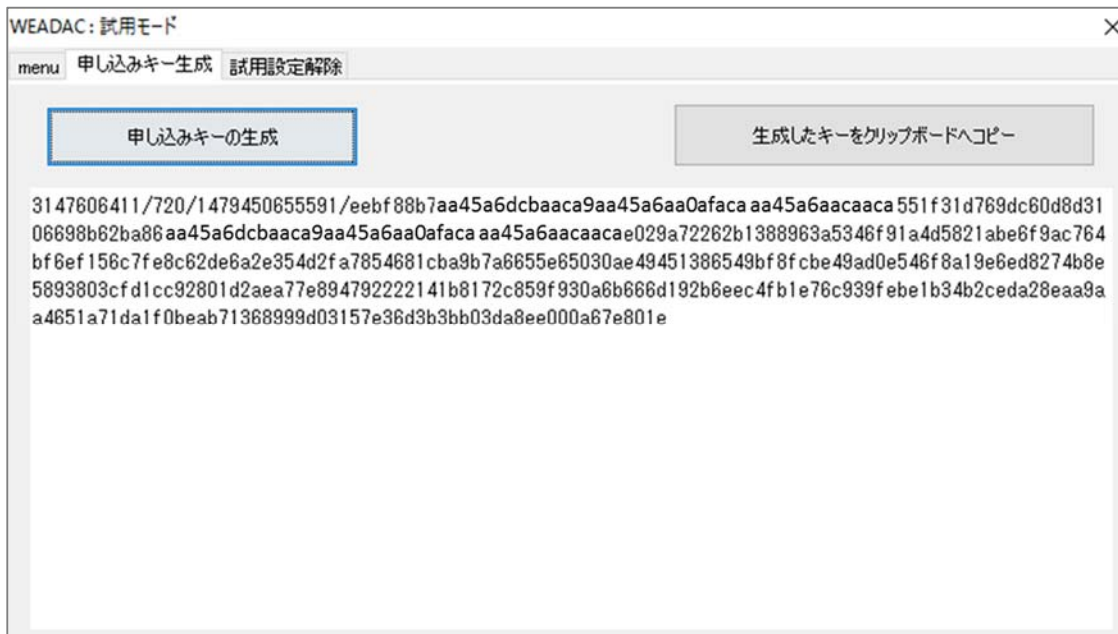 WEADAC : 試用モード
menu 申し込みキー生成 試用設定解除
申し込みキーの生成 生成したキーをクリップボードへコピー
3147606411/720/1479450655591/eebf88b7aa45a6dcbaaca9aa45a6aa0afaca aa45a6aacaaca 551f31d769dc60d8d31
06698b62ba86 aa45a6dcbaaca9aa45a6aa0afaca aa45a6aacaacae029a72262b1388963a5346f91a4d5821abe6f9ac764
bf6ef156c7fe8c62de6a2e354d2fa7854681cba9b7a6655e65030ae49451386549bf8fcbe49ad0e546f8a19e6ed8274b8e
5893803cfd1cc92801d2aea77e894792222141b8172c859f930a6b666d192b6eec4fb1e76c939febe1b34b2ceda28eaa9a
a4651a71da1f0beab71368999d03157e36d3b3bb03da8ee000a67e801e